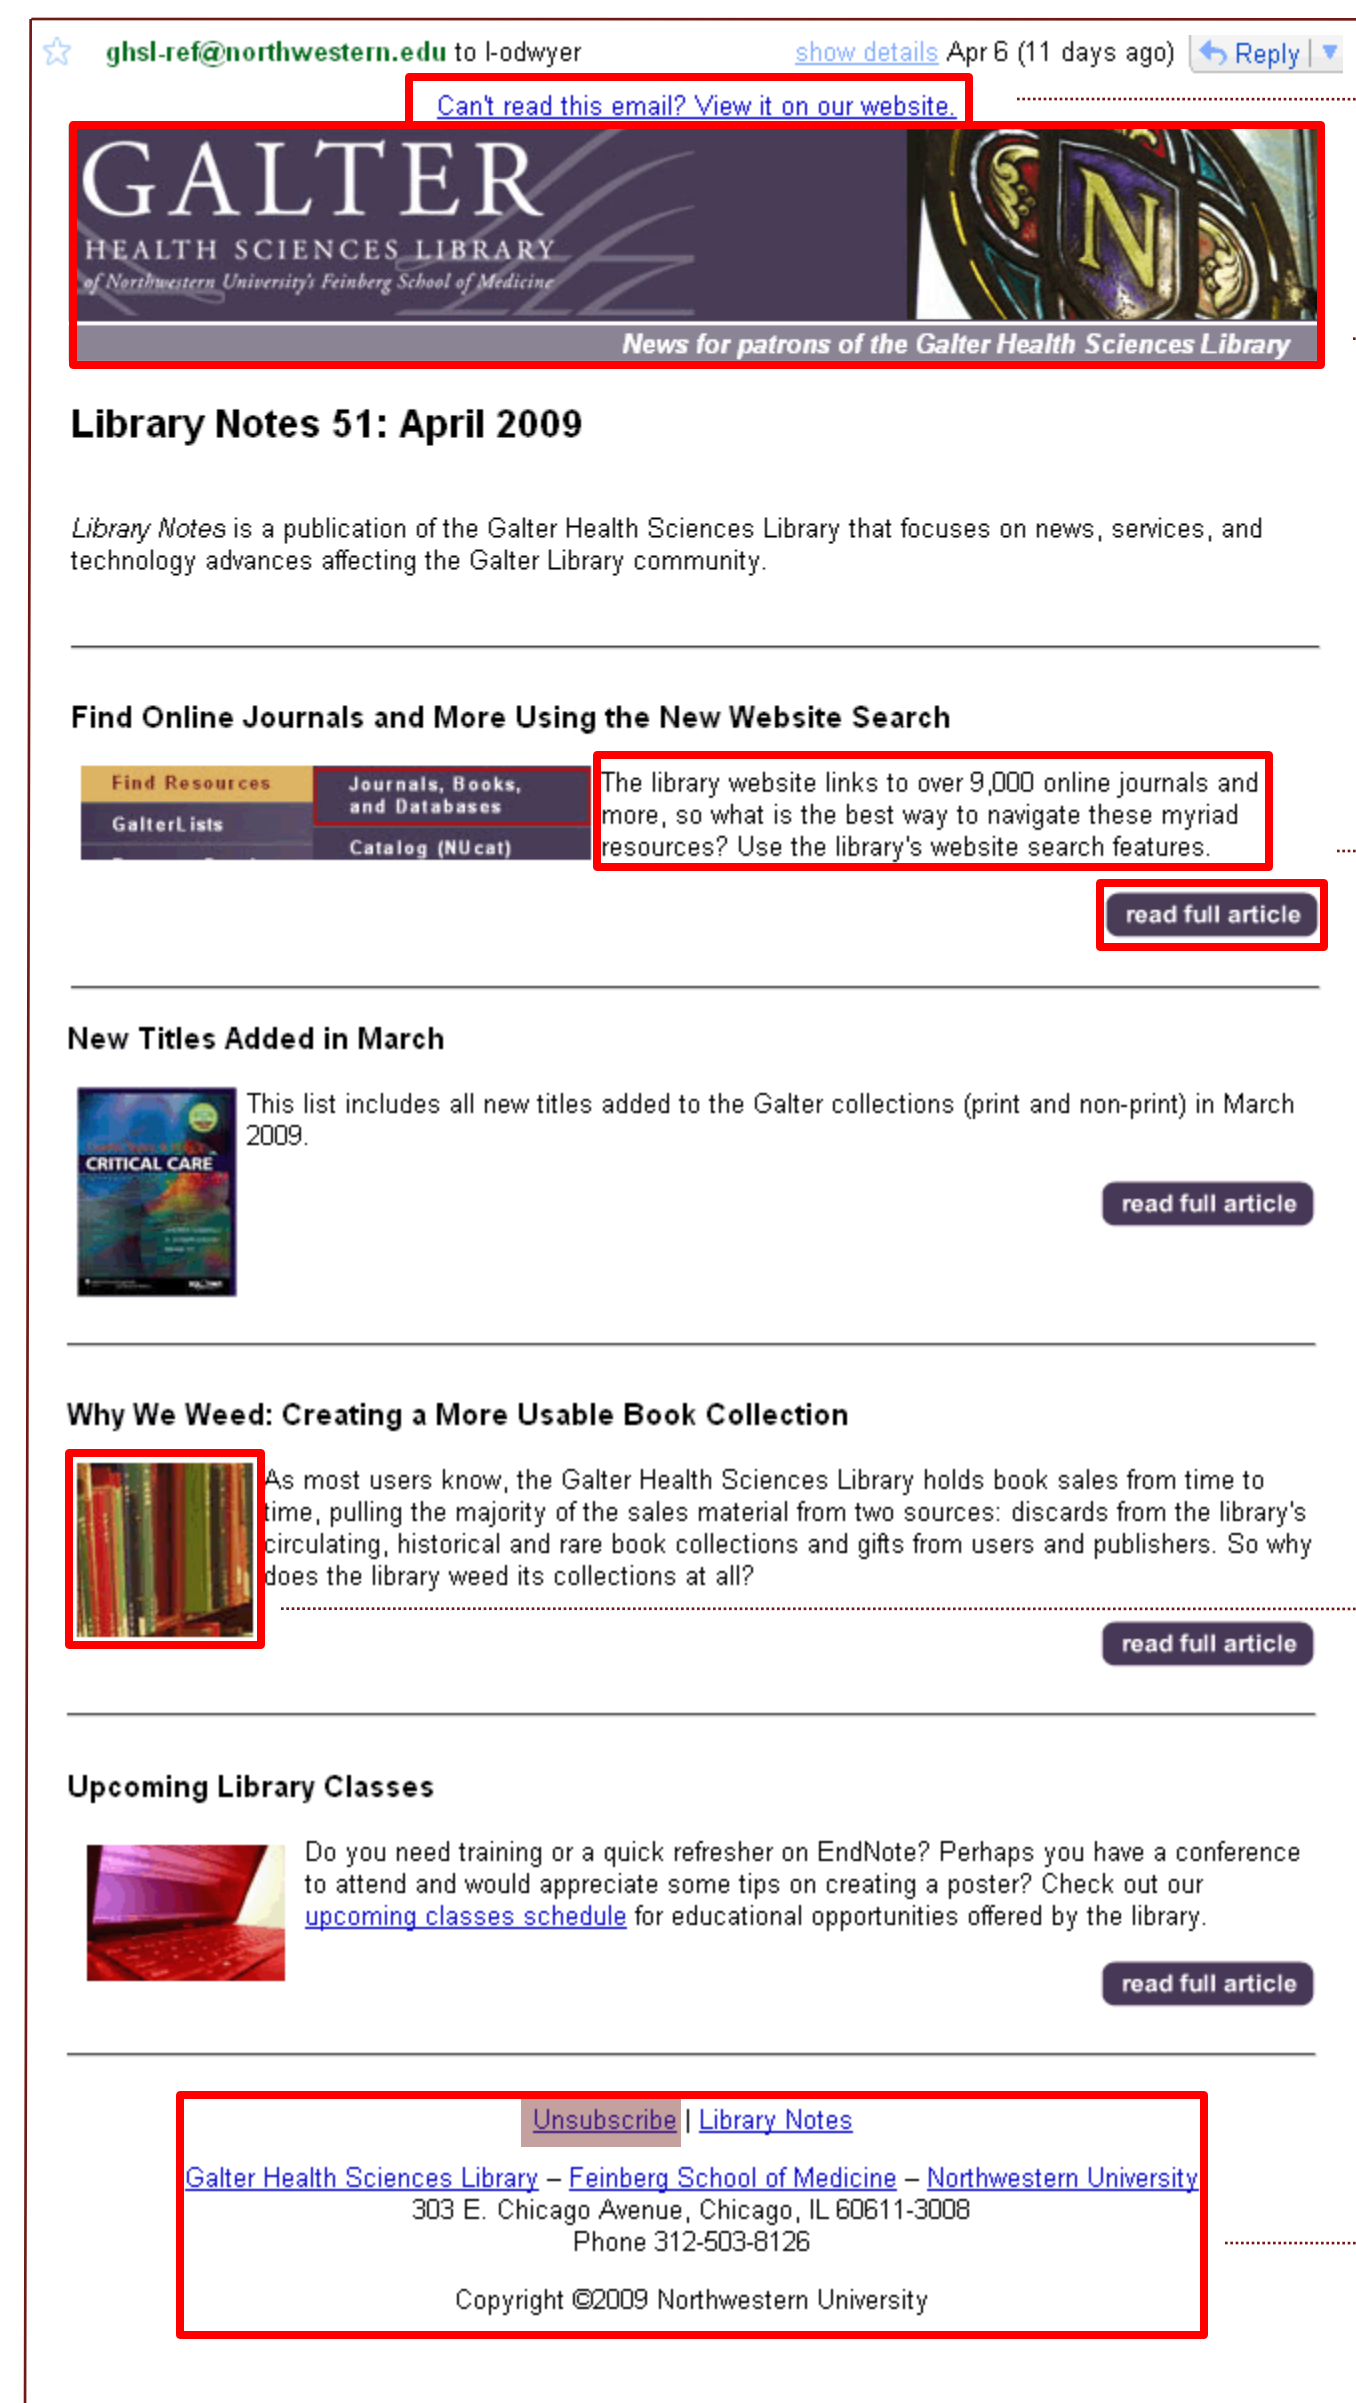 ghsl-ref@northwestern.edu to l-odwyer show details Apr 6 (11 days ago) Reply
Can't read this email? View it on our website.
GALTER
HEALTH SCIENCES LIBRARY
of Northwestern University's Feinberg School of Medicine
N
News for patrons of the Galter Health Sciences Library
Library Notes 51: April 2009
Library Notes is a publication of the Galter Health Sciences Library that focuses on news, services, and
technology advances affecting the Galter Library community.
Find Online Journals and More Using the New Website Search
Find Resources
GalterLists
Journals, Books,
and Databases
Catalog (NUcat)
The library website links to over 9,000 online journals and
more, so what is the best way to navigate these myriad
resources? Use the library's website search features.
read full article
New Titles Added in March
CRITICAL CARE
This list includes all new titles added to the Galter collections (print and non-print) in March
2009.
read full article
Why We Weed: Creating a More Usable Book Collection
As most users know, the Galter Health Sciences Library holds book sales from time to
time, pulling the majority of the sales material from two sources: discards from the library's
circulating, historical and rare book collections and gifts from users and publishers. So why
does the library weed its collections at all?
read full article
Upcoming Library Classes
Do you need training or a quick refresher on EndNote? Perhaps you have a conference
to attend and would appreciate some tips on creating a poster? Check out our
upcoming classes schedule for educational opportunities offered by the library.
read full article
Unsubscribe | Library Notes
Galter Health Sciences Library – Feinberg School of Medicine – Northwestern University
303 E. Chicago Avenue, Chicago, IL 60611-3008
Phone 312-503-8126
Copyright ©2009 Northwestern University